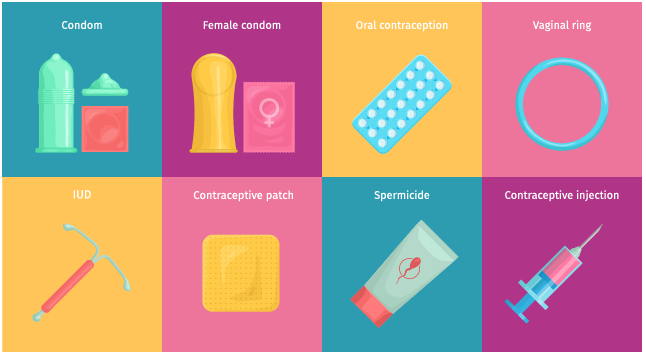 Condom
Female condom
Oral contraception
Vaginal ring
IUD
Contraceptive patch
Spermicide
Contraceptive injection